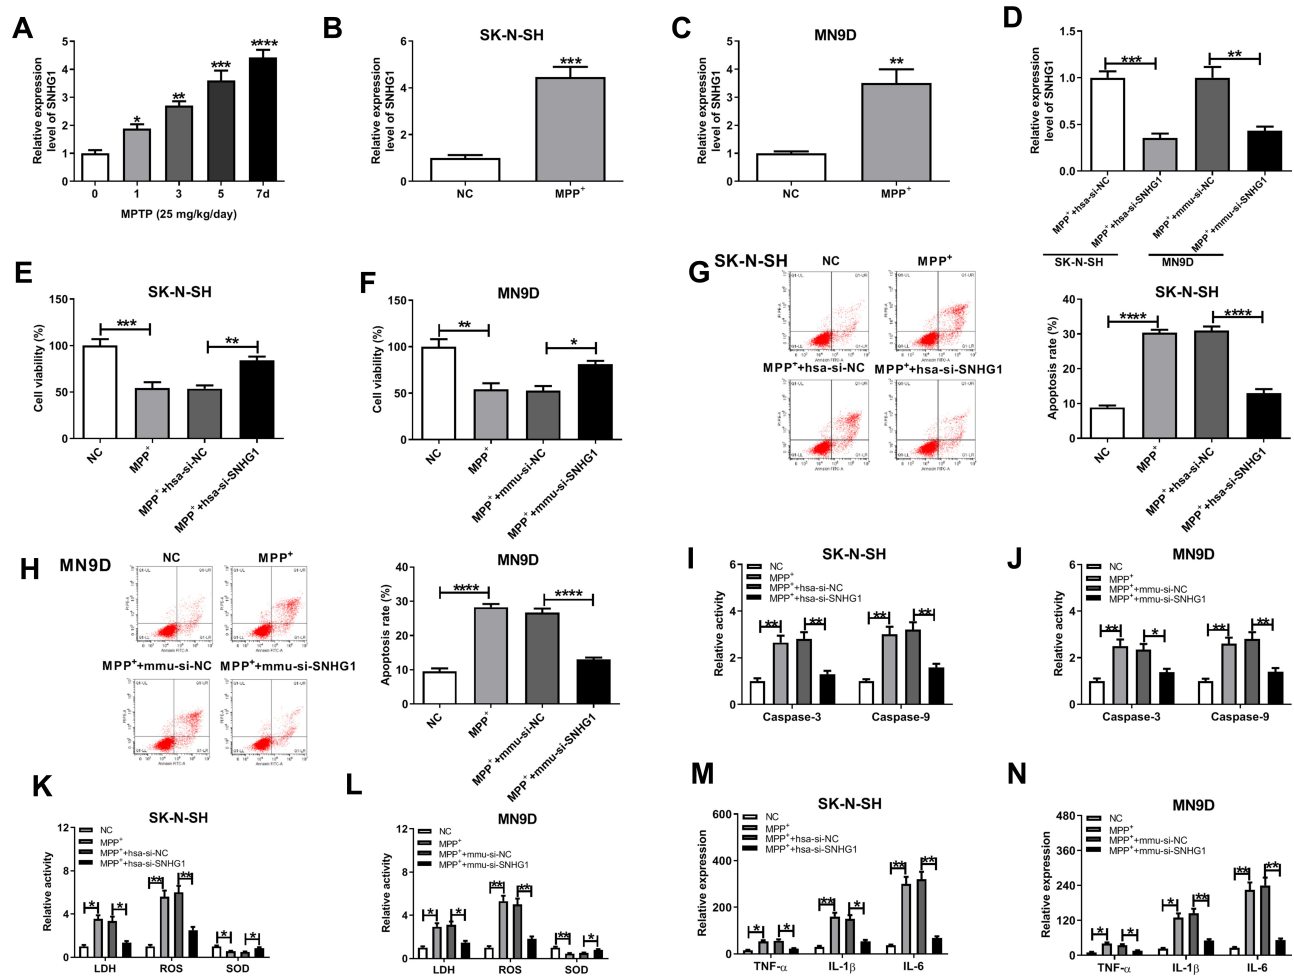 A
Relative expression
level of SNHG1
5
4
3
2
1
0
*
**
***
****
0 1 3 5 7d
MPTP (25 mg/kg/day)
B
SK-N-SH
Relative expression
level of SNHG1
6
4
2
0
***
NC MPP⁺
C
MN9D
Relative expression
level of SNHG1
5
4
3
2
1
0
**
NC MPP⁺
D
Relative expression
level of SNHG1
1.5
1.0
0.5
0.0
*** **
MPP⁺+hsa-si-NC
MPP⁺+hsa-si-SNHG1
MPP⁺+mmu-si-NC
MPP⁺+mmu-si-SNHG1
SK-N-SH MN9D
E
SK-N-SH
Cell viability (%)
150
100
50
0
*** **
NC
MPP⁺
MPP⁺+hsa-si-NC
MPP⁺+hsa-si-SNHG1
F
MN9D
Cell viability (%)
150
100
50
0
** *
NC
MPP⁺
MPP⁺+mmu-si-NC
MPP⁺+mmu-si-SNHG1
G
SK-N-SH
NC MPP⁺
MPP⁺+hsa-si-NC MPP⁺+hsa-si-SNHG1
SK-N-SH
Apoptosis rate (%)
40
30
20
10
0
**** ****
NC
MPP⁺
MPP⁺+hsa-si-NC
MPP⁺+hsa-si-SNHG1
H
MN9D
NC MPP⁺
MPP⁺+mmu-si-NC MPP⁺+mmu-si-SNHG1
MN9D
Apoptosis rate (%)
40
30
20
10
0
**** ****
NC
MPP⁺
MPP⁺+mmu-si-NC
MPP⁺+mmu-si-SNHG1
I
SK-N-SH
NC
MPP⁺
MPP⁺+hsa-si-NC
MPP⁺+hsa-si-SNHG1
Relative activity
6
4
2
0
** ** ** **
Caspase-3 Caspase-9
J
MN9D
NC
MPP⁺
MPP⁺+mmu-si-NC
MPP⁺+mmu-si-SNHG1
Relative activity
6
4
2
0
** * ** **
Caspase-3 Caspase-9
K
SK-N-SH
NC
MPP⁺
MPP⁺+hsa-si-NC
MPP⁺+hsa-si-SNHG1
Relative activity
12
8
4
0
* * ** ** * *
LDH ROS SOD
L
MN9D
NC
MPP⁺
MPP⁺+mmu-si-NC
MPP⁺+mmu-si-SNHG1
Relative activity
12
8
4
0
* * ** ** ** *
LDH ROS SOD
M
SK-N-SH
NC
MPP⁺
MPP⁺+hsa-si-NC
MPP⁺+hsa-si-SNHG1
Relative expression
600
400
200
0
* * ** * ** **
TNF-α IL-1β IL-6
N
MN9D
NC
MPP⁺
MPP⁺+mmu-si-NC
MPP⁺+mmu-si-SNHG1
Relative expression
480
360
240
120
0
* * * ** ** **
TNF-α IL-1β IL-6